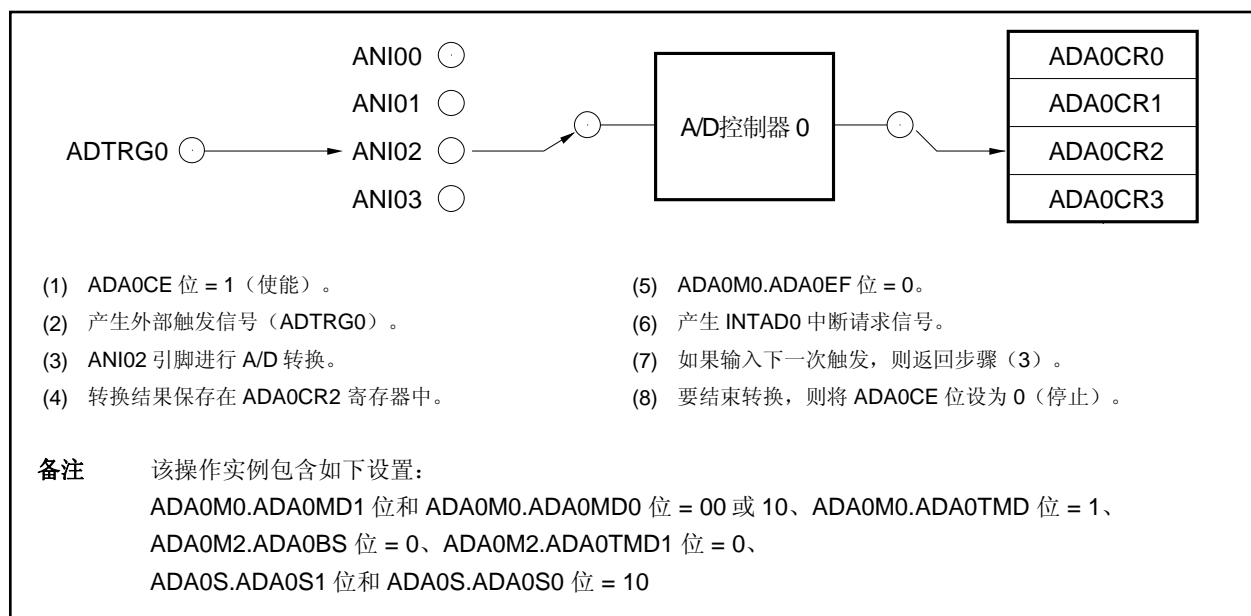 ANI00
ADA0CR0
ANI01
ADA0CR1
ADTRG0
ANI02
A/D控制器 0
ADA0CR2
ANI03
ADA0CR3
(1) ADA0CE 位 = 1（使能）。
(2) 产生外部触发信号（ADTRG0）。
(3) ANI02 引脚进行 A/D 转换。
(4) 转换结果保存在 ADA0CR2 寄存器中。
(5) ADA0M0.ADA0EF 位 = 0。
(6) 产生 INTAD0 中断请求信号。
(7) 如果输入下一次触发，则返回步骤（3）。
(8) 要结束转换，则将 ADA0CE 位设为 0（停止）。
备注 该操作实例包含如下设置：
ADA0M0.ADA0MD1 位和 ADA0M0.ADA0MD0 位 = 00 或 10、ADA0M0.ADA0TMD 位 = 1、
ADA0M2.ADA0BS 位 = 0、ADA0M2.ADA0TMD1 位 = 0、
ADA0S.ADA0S1 位和 ADA0S.ADA0S0 位 = 10